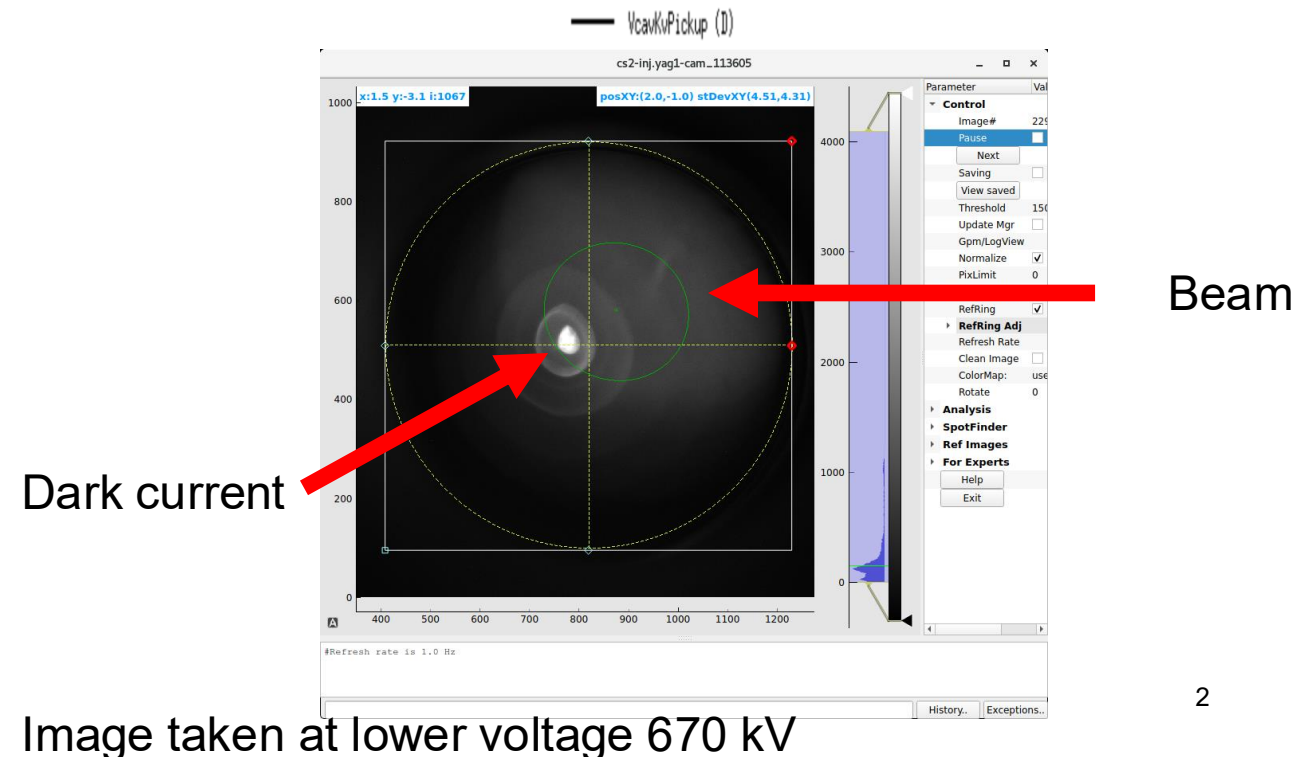 VcavKvPickup (D)
cs2-inj.yag1-cam_113605
x:1.5 y:-3.1 i:1067
posXY:(2.0,-1.0) stDevXY(4.51,4.31)
1000
800
600
400
200
0
400 500 600 700 800 900 1000 1100 1200
A
4000
3000
2000
1000
0
Parameter Val
Control
Image# 229
Pause
Next
Saving
View saved
Threshold 150
Update Mgr
Gpm/LogView
Normalize
PixLimit 0
RefRing
RefRing Adj
Refresh Rate
Clean Image
ColorMap: use
Rotate 0
Analysis
SpotFinder
Ref Images
For Experts
Help
Exit
Beam
Dark current
#Refresh rate is 1.0 Hz
History.. Exceptions..
2
Image taken at lower voltage 670 kV